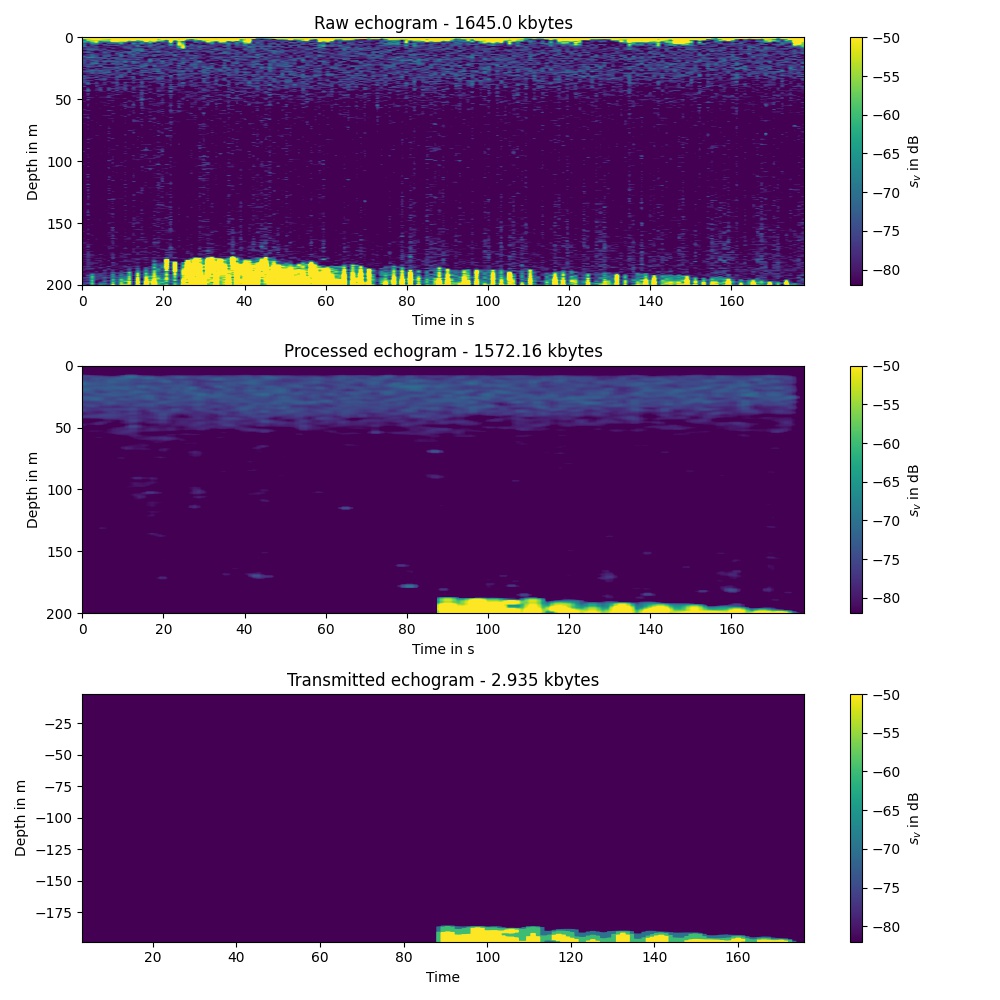 Raw echogram - 1645.0 kbytes
0
50
100
150
200
Depth in m
0 20 40 60 80 100 120 140 160
Time in s
−50
−55
−60
−65
−70
−75
−80
sv in dB
Processed echogram - 1572.16 kbytes
0
50
100
150
200
Depth in m
0 20 40 60 80 100 120 140 160
Time in s
−50
−55
−60
−65
−70
−75
−80
sv in dB
Transmitted echogram - 2.935 kbytes
−25
−50
−75
−100
−125
−150
−175
Depth in m
20 40 60 80 100 120 140 160
Time
−50
−55
−60
−65
−70
−75
−80
sv in dB